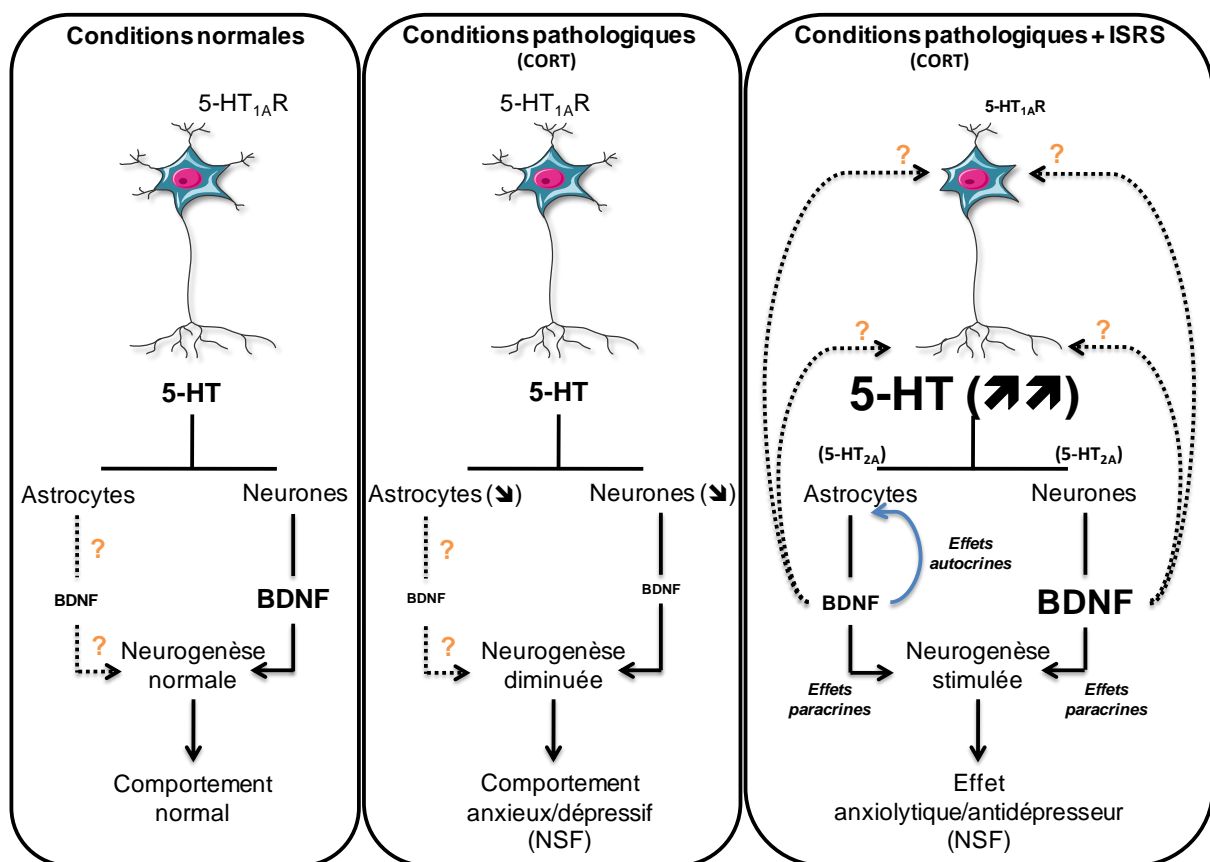 Conditions normales
5-HT1AR
5-HT
Astrocytes
Neurones
?
BDNF
BDNF
?
Neurogenèse
normale
Comportement
normal
Conditions pathologiques
(CORT)
5-HT1AR
5-HT
Astrocytes (↘)
Neurones (↘)
?
BDNF
BDNF
?
Neurogenèse
diminuée
Comportement
anxieux/dépressif
(NSF)
Conditions pathologiques + ISRS
(CORT)
5-HT1AR
?
?
?
?
5-HT (↗↗)
(5-HT2A)
(5-HT2A)
Astrocytes
Neurones
Effets
autocrines
BDNF
BDNF
Neurogenèse
stimulée
Effets
paracrines
Effets
paracrines
Effet
anxiolytique/antidépresseur
(NSF)